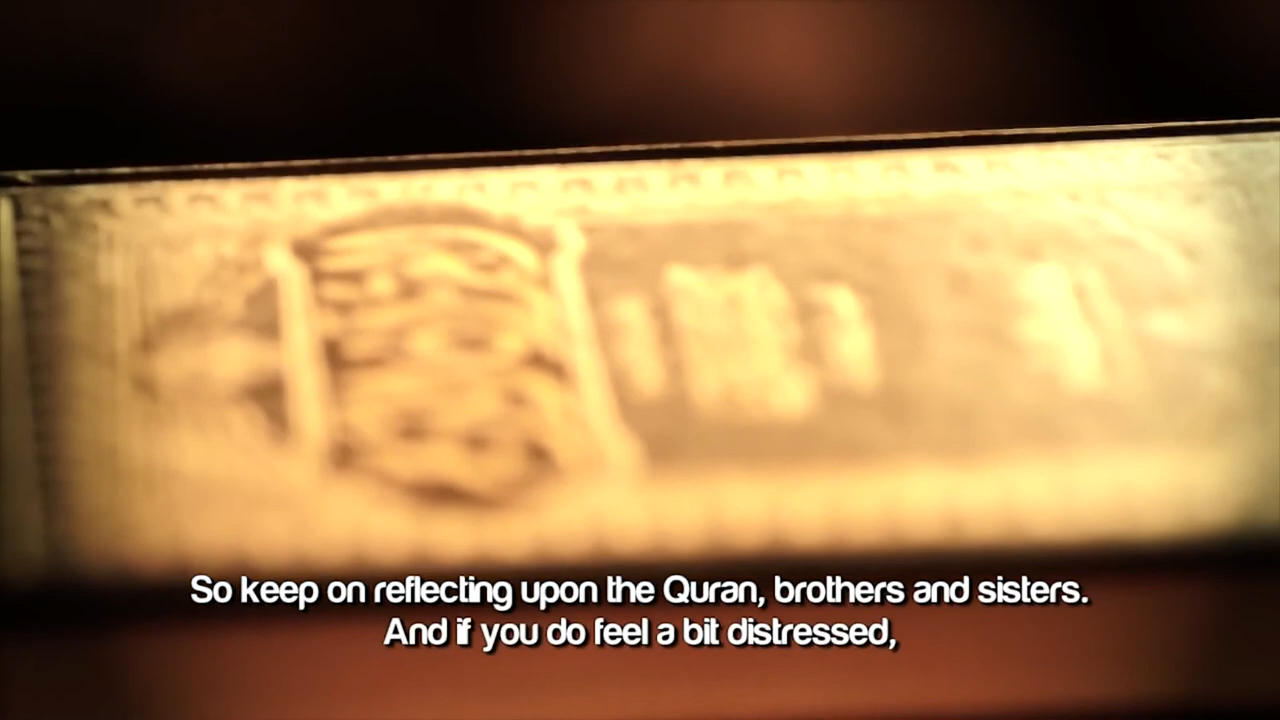 So keep on reflecting upon the Quran, brothers and sisters.
And if you do feel a bit distressed,